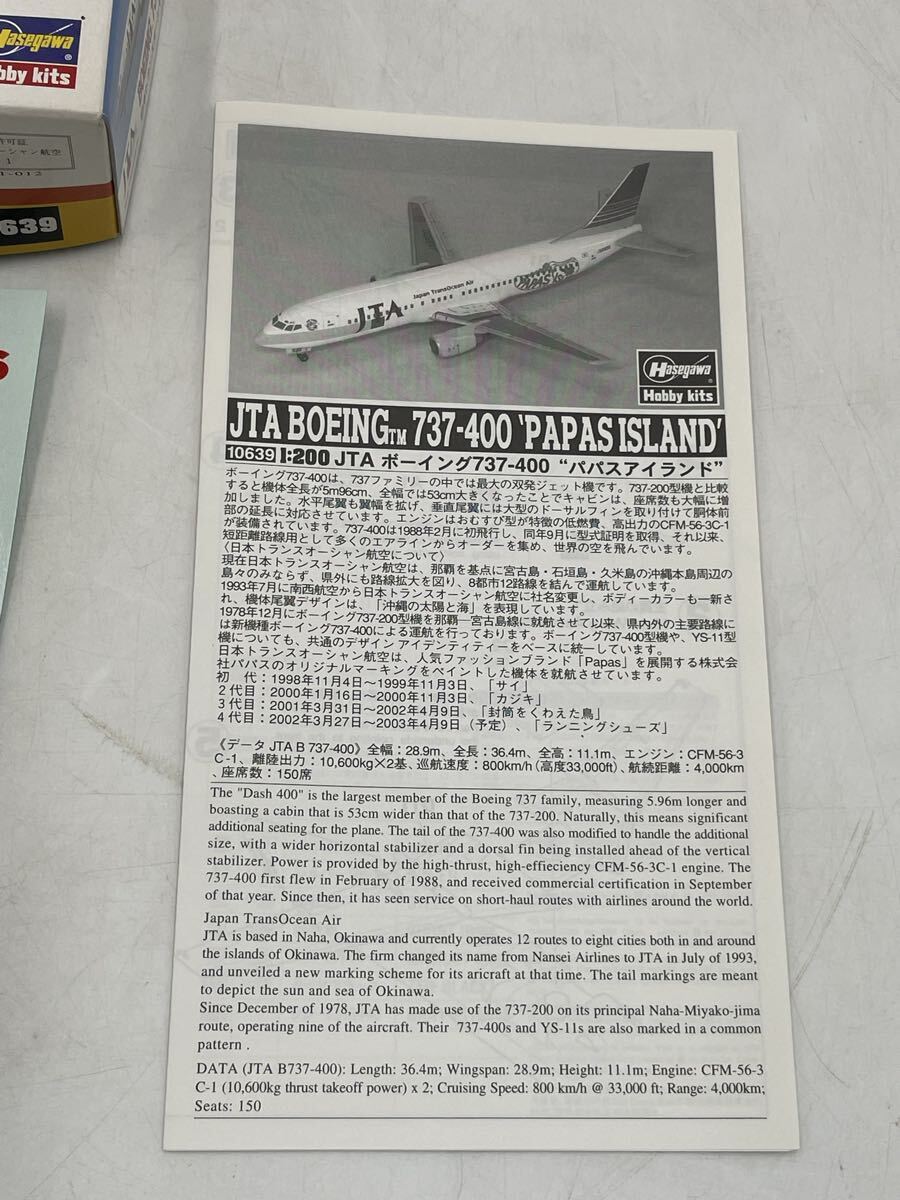 Hasegawa
Hobby kits
許可証
ーシャン航空
1
1-012
639
S
JTA
Japan TransOcean Air
PAPAS
Hasegawa
Hobby kits
JTA BOEING™ 737-400 'PAPAS ISLAND'
10639 1:200 JTA ボーイング737-400 “パパスアイランド”
ボーイング737-400は、737ファミリーの中では最大の双発ジェット機です。737-200型機と比較
すると機体全長が5m96cm、全幅では53cm大きくなったことでキャビンは、座席数も大幅に増
加しました。水平尾翼も翼幅を拡げ、垂直尾翼には大型のドーサルフィンを取り付けて胴体前
部の延長に対応させています。エンジンはおむすび型が特徴の低燃費、高出力のCFM-56-3C-1
が装備されています。737-400は1988年2月に初飛行し、同年9月に型式証明を取得、それ以来、
短距離路線用として多くのエアラインからオーダーを集め、世界の空を飛んでいます。
〈日本トランスオーシャン航空について〉
現在日本トランスオーシャン航空は、那覇を基点に宮古島・石垣島・久米島の沖縄本島周辺の
島々のみならず、県外にも路線拡大を図り、8都市12路線を結んで運航しています。
1993年7月に南西航空から日本トランスオーシャン航空に社名変更し、ボディーカラーも一新さ
れ、機体尾翼デザインは、「沖縄の太陽と海」を表現しています。
1978年12月にボーイング737-200型機を那覇―宮古島線に就航させて以来、県内外の主要路線に
は新機種ボーイング737-400による運航を行っております。ボーイング737-400型機や、YS-11型
機についても、共通のデザイン アイデンティティーをベースに統一しています。
日本トランスオーシャン航空は、人気ファッションブランド「Papas」を展開する株式会
社パパスのオリジナルマーキングをペイントした機体を就航させています。
初　代：1998年11月4日～1999年11月3日、「サイ」
2代目：2000年1月16日～2000年11月3日、「カジキ」
3代目：2001年3月31日～2002年4月9日、「封筒をくわえた鳥」
4代目：2002年3月27日～2003年4月9日（予定）、「ランニングシューズ」
《データ JTA B 737-400》全幅：28.9m、全長：36.4m、全高：11.1m、エンジン：CFM-56-3
C-1、離陸出力：10,600kg×2基、巡航速度：800km/h（高度33,000ft）、航続距離：4,000km
、座席数：150席
The "Dash 400" is the largest member of the Boeing 737 family, measuring 5.96m longer and
boasting a cabin that is 53cm wider than that of the 737-200. Naturally, this means significant
additional seating for the plane. The tail of the 737-400 was also modified to handle the additional
size, with a wider horizontal stabilizer and a dorsal fin being installed ahead of the vertical
stabilizer. Power is provided by the high-thrust, high-effieciency CFM-56-3C-1 engine. The
737-400 first flew in February of 1988, and received commercial certification in September
of that year. Since then, it has seen service on short-haul routes with airlines around the world.
Japan TransOcean Air
JTA is based in Naha, Okinawa and currently operates 12 routes to eight cities both in and around
the islands of Okinawa. The firm changed its name from Nansei Airlines to JTA in July of 1993,
and unveiled a new marking scheme for its aricraft at that time. The tail markings are meant
to depict the sun and sea of Okinawa.
Since December of 1978, JTA has made use of the 737-200 on its principal Naha-Miyako-jima
route, operating nine of the aircraft. Their 737-400s and YS-11s are also marked in a common
pattern .
DATA (JTA B737-400): Length: 36.4m; Wingspan: 28.9m; Height: 11.1m; Engine: CFM-56-3
C-1 (10,600kg thrust takeoff power) x 2; Cruising Speed: 800 km/h @ 33,000 ft; Range: 4,000km;
Seats: 150